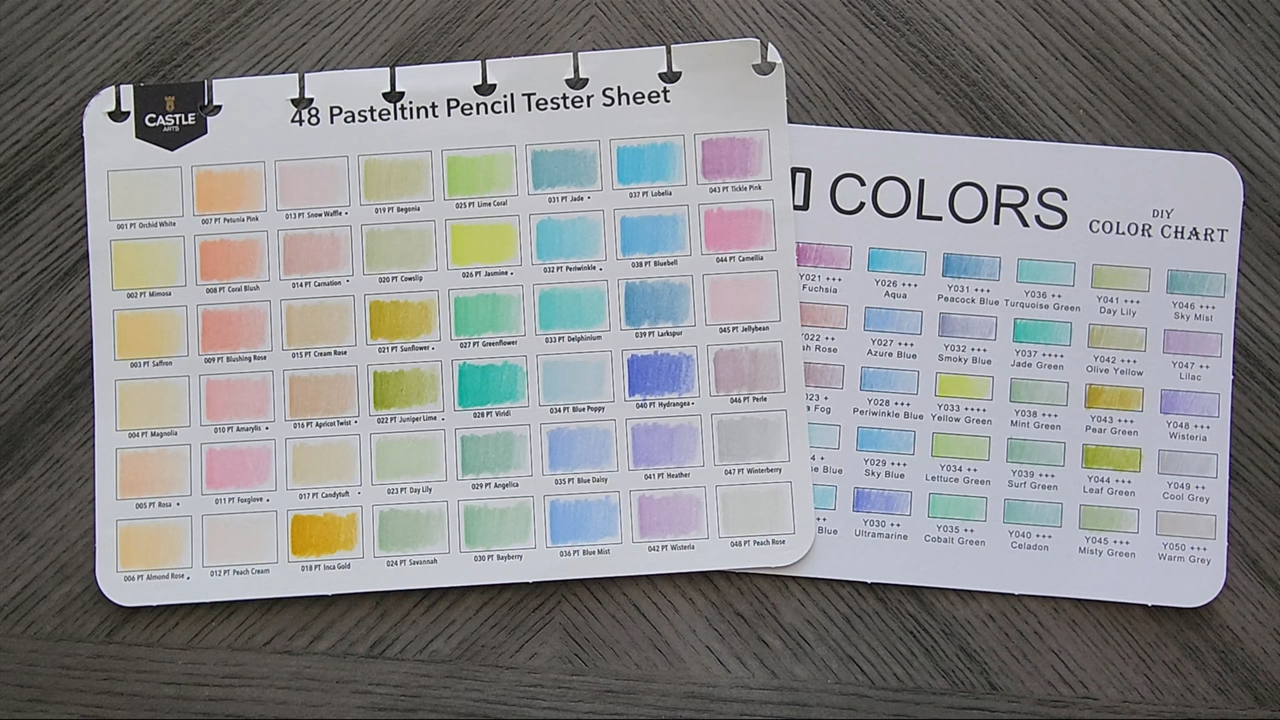 CASTLE
ARTS
48 Pasteltint Pencil Tester Sheet
001 PT Orchid White
007 PT Petunia Pink
013 PT Snow Waffle •
019 PT Begonia
025 PT Lime Coral
031 PT Jade •
037 PT Lobelia
043 PT Tickle Pink
002 PT Mimosa
008 PT Coral Blush
014 PT Carnation •
020 PT Cowslip
026 PT Jasmine •
032 PT Periwinkle •
038 PT Bluebell
044 PT Camellia
003 PT Saffron
009 PT Blushing Rose
015 PT Cream Rose
021 PT Sunflower •
027 PT Greenflower
033 PT Delphinium
039 PT Larkspur
045 PT Jellybean
004 PT Magnolia
010 PT Amarylis •
016 PT Apricot Twist •
022 PT Juniper Lime •
028 PT Viridi
034 PT Blue Poppy
040 PT Hydrangea •
046 PT Perle
005 PT Rosa •
011 PT Foxglove •
017 PT Candytuft •
023 PT Day Lily
029 PT Angelica
035 PT Blue Daisy
041 PT Heather
047 PT Winterberry
006 PT Almond Rose •
012 PT Peach Cream
018 PT Inca Gold
024 PT Savannah
030 PT Bayberry
036 PT Blue Mist
042 PT Wisteria
048 PT Peach Rose
COLORS
DIY
COLOR CHART
Y021 +++
Fuchsia
Y026 +++
Aqua
Y031 +++
Peacock Blue
Y036 ++
Turquoise Green
Y041 +++
Day Lily
Y046 +++
Sky Mist
Rose
Y027 +++
Azure Blue
Y032 +++
Smoky Blue
Y037 ++++
Jade Green
Y042 +++
Olive Yellow
Y047 ++
Lilac
Fog
Y028 +++
Periwinkle Blue
Y033 ++++
Yellow Green
Y038 +++
Mint Green
Y043 +++
Pear Green
Y048 +++
Wisteria
Blue
Y029 +++
Sky Blue
Y034 ++
Lettuce Green
Y039 +++
Surf Green
Y044 +++
Leaf Green
Y049 ++
Cool Grey
Blue
Y030 ++
Ultramarine
Y035 ++
Cobalt Green
Y040 +++
Celadon
Y045 +++
Misty Green
Y050 +++
Warm Grey